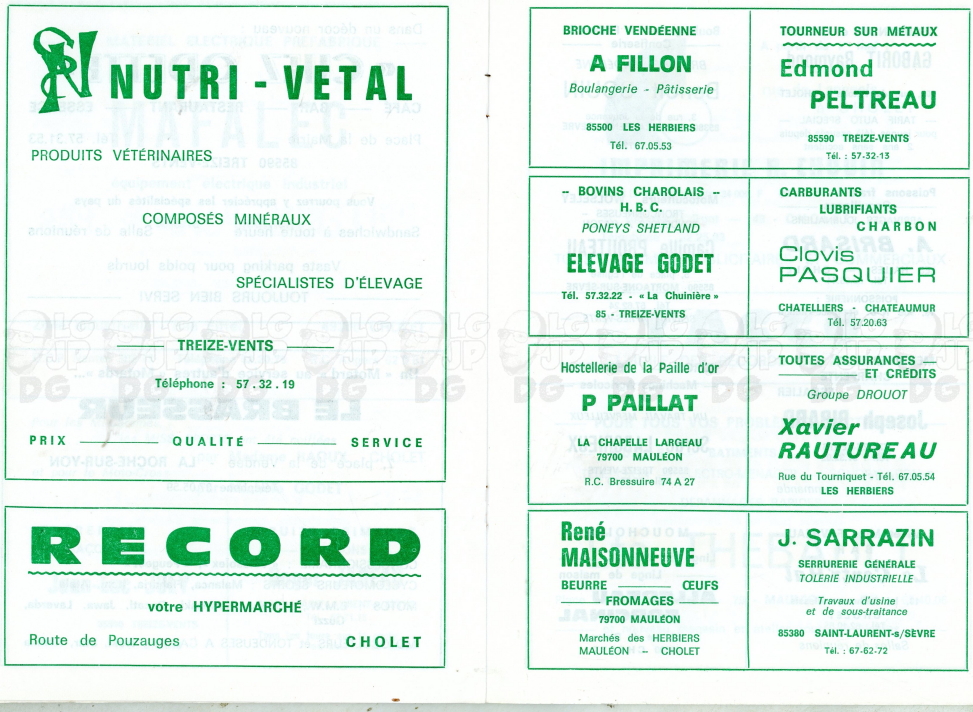 NUTRI - VETAL
PRODUITS VÉTÉRINAIRES
COMPOSÉS MINÉRAUX
SPÉCIALISTES D'ÉLEVAGE
TREIZE-VENTS
Téléphone : 57.32.19
PRIX QUALITÉ SERVICE
RECORD
votre HYPERMARCHÉ
Route de Pouzauges CHOLET
BRIOCHE VENDÉENNE
A FILLON
Boulangerie - Pâtisserie
85500 LES HERBIERS
Tél. 67.05.53
TOURNEUR SUR MÉTAUX
Edmond
PELTREAU
85590 TREIZE-VENTS
Tél. : 57-32-13
-- BOVINS CHAROLAIS --
H.B.C.
PONEYS SHETLAND
ELEVAGE GODET
Tél. 57.32.22 - « La Chuinière »
85 - TREIZE-VENTS
CARBURANTS
LUBRIFIANTS
CHARBON
Clovis
PASQUIER
CHATELLIERS - CHATEAUMUR
Tél. 57.20.63
Hostellerie de la Paille d'or
P PAILLAT
LA CHAPELLE LARGEAU
79700 MAULÉON
R.C. Bressuire 74 A 27
TOUTES ASSURANCES
ET CRÉDITS
Groupe DROUOT
Xavier
RAUTUREAU
Rue du Tourniquet - Tél. 67.05.54
LES HERBIERS
René
MAISONNEUVE
BEURRE ŒUFS
FROMAGES
79700 MAULÉON
Marchés des HERBIERS
MAULÉON - CHOLET
J. SARRAZIN
SERRURERIE GÉNÉRALE
TOLERIE INDUSTRIELLE
Travaux d'usine
et de sous-traitance
85380 SAINT-LAURENT-s/SÈVRE
Tél. : 67-62-72